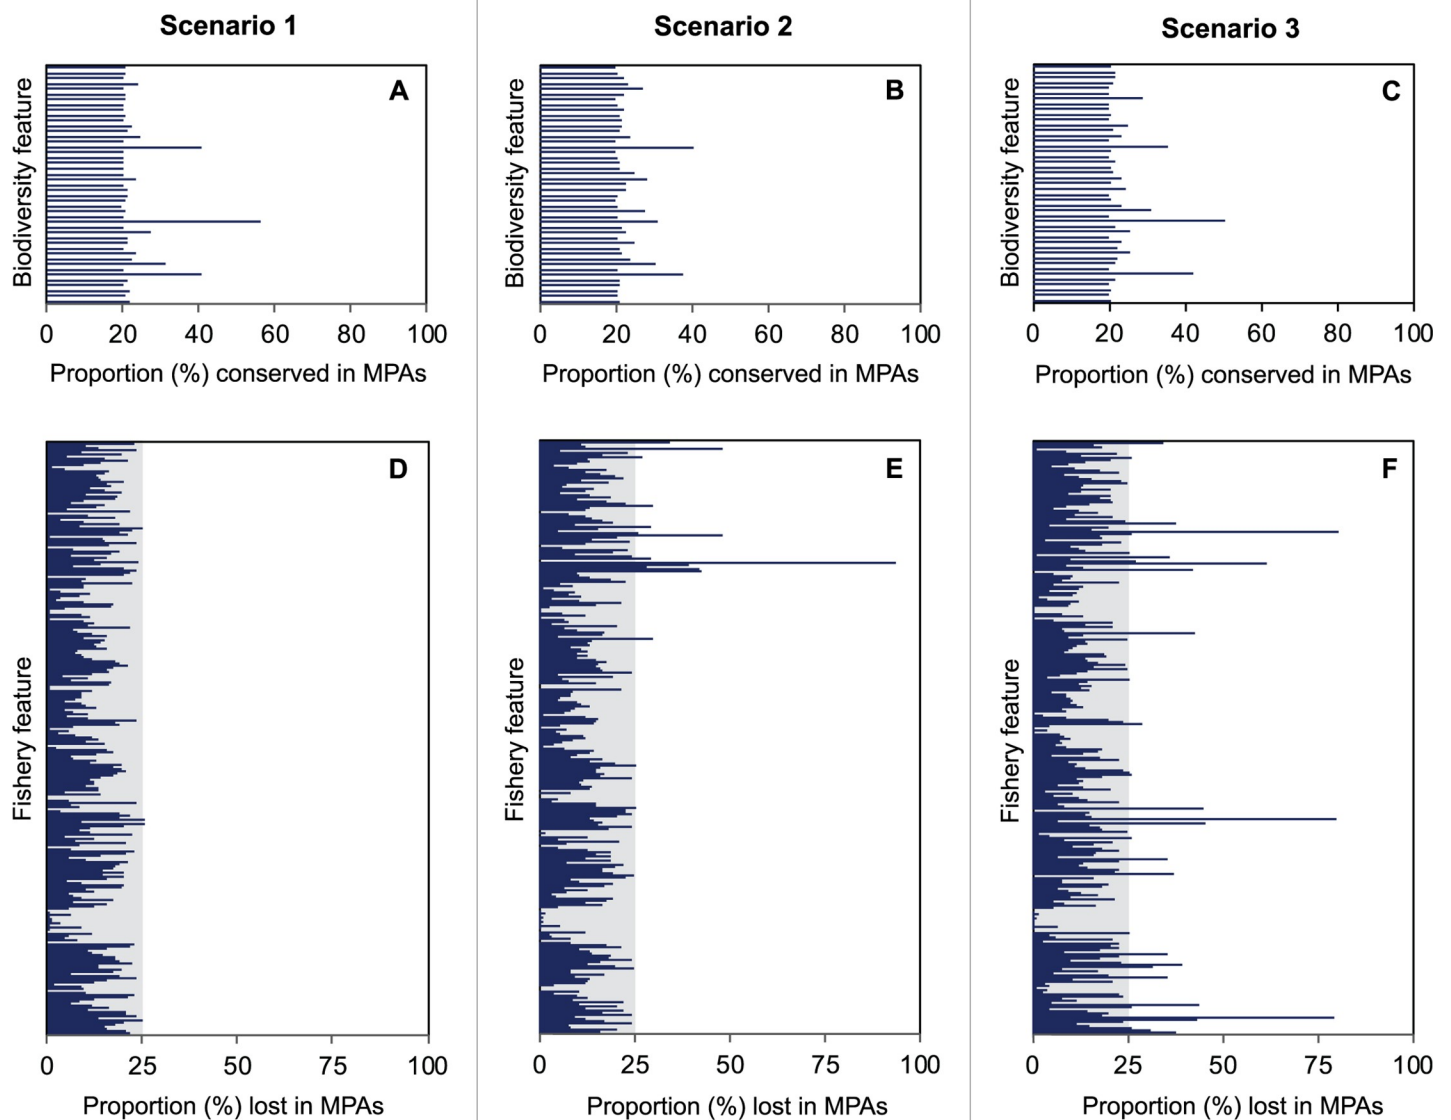 Scenario 1
Scenario 2
Scenario 3
A
B
C
Biodiversity feature
Biodiversity feature
Biodiversity feature
0 20 40 60 80 100
0 20 40 60 80 100
0 20 40 60 80 100
Proportion (%) conserved in MPAs
Proportion (%) conserved in MPAs
Proportion (%) conserved in MPAs
D
E
F
Fishery feature
Fishery feature
Fishery feature
0 25 50 75 100
0 25 50 75 100
0 25 50 75 100
Proportion (%) lost in MPAs
Proportion (%) lost in MPAs
Proportion (%) lost in MPAs